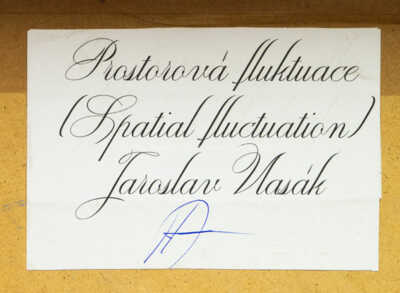 Prostorová fluktuace
(Spatial fluctuation)
Jaroslav Vlasák